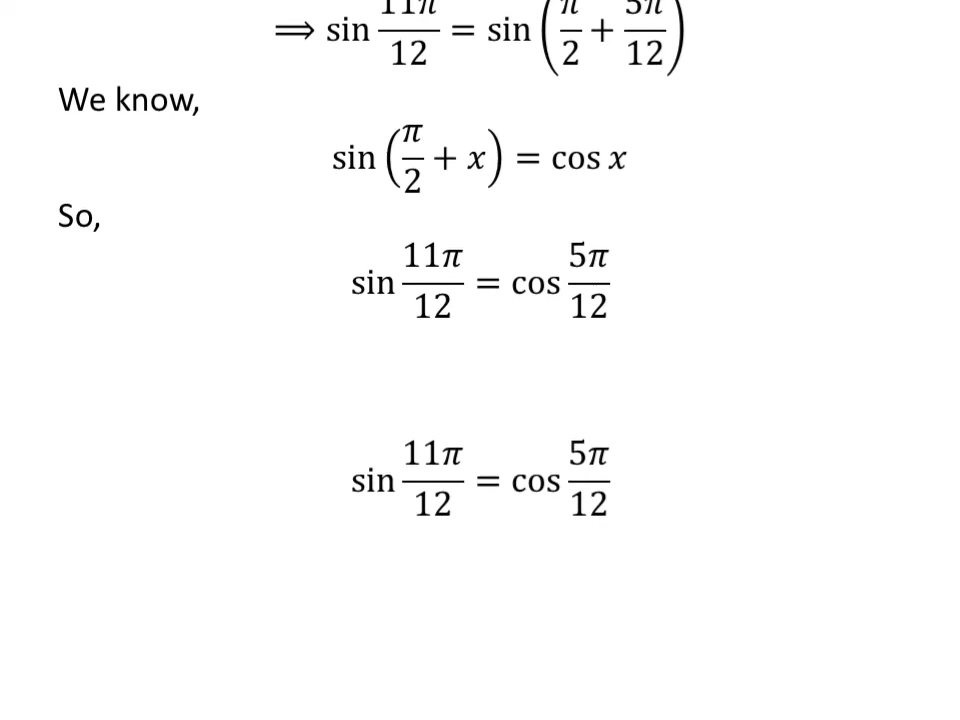 ⟹ sin 11π/12 = sin (π/2 + 5π/12)
We know,
sin (π/2 + x) = cos x
So,
sin 11π/12 = cos 5π/12
sin 11π/12 = cos 5π/12